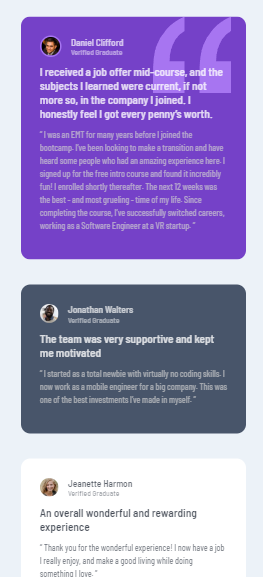 Daniel Clifford
Verified Graduate
I received a job offer mid-course, and the
subjects I learned were current, if not
more so, in the company I joined. I
honestly feel I got every penny's worth.
" I was an EMT for many years before I joined the
bootcamp. I've been looking to make a transition and have
heard some people who had an amazing experience here. I
signed up for the free intro course and found it incredibly
fun! I enrolled shortly thereafter. The next 12 weeks was
the best - and most grueling - time of my life. Since
completing the course, I've successfully switched careers,
working as a Software Engineer at a VR startup. "
Jonathan Walters
Verified Graduate
The team was very supportive and kept
me motivated
" I started as a total newbie with virtually no coding skills. I
now work as a mobile engineer for a big company. This was
one of the best investments I've made in myself. "
Jeanette Harmon
Verified Graduate
An overall wonderful and rewarding
experience
" Thank you for the wonderful experience! I now have a job
I really enjoy, and make a good living while doing
something I love. "